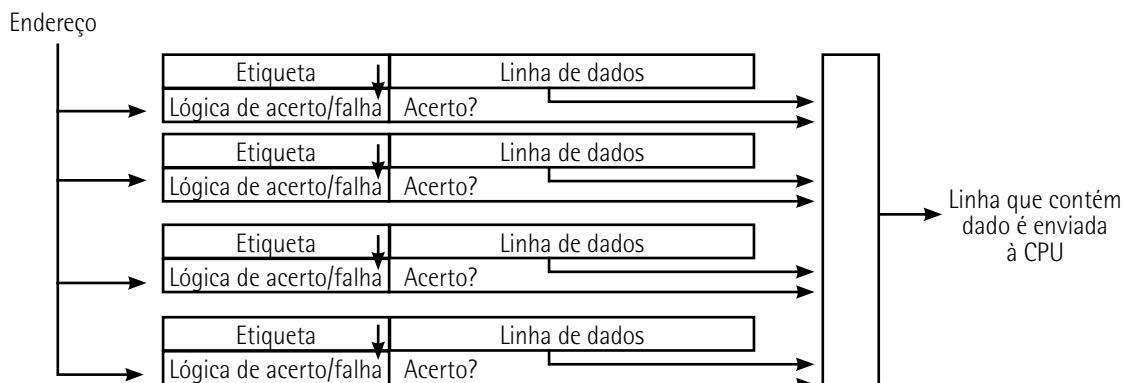 Endereço
Etiqueta Linha de dados
Lógica de acerto/falha Acerto?
Etiqueta Linha de dados
Lógica de acerto/falha Acerto?
Etiqueta Linha de dados
Lógica de acerto/falha Acerto?
Etiqueta Linha de dados
Lógica de acerto/falha Acerto?
Linha que contém
dado é enviada
à CPU